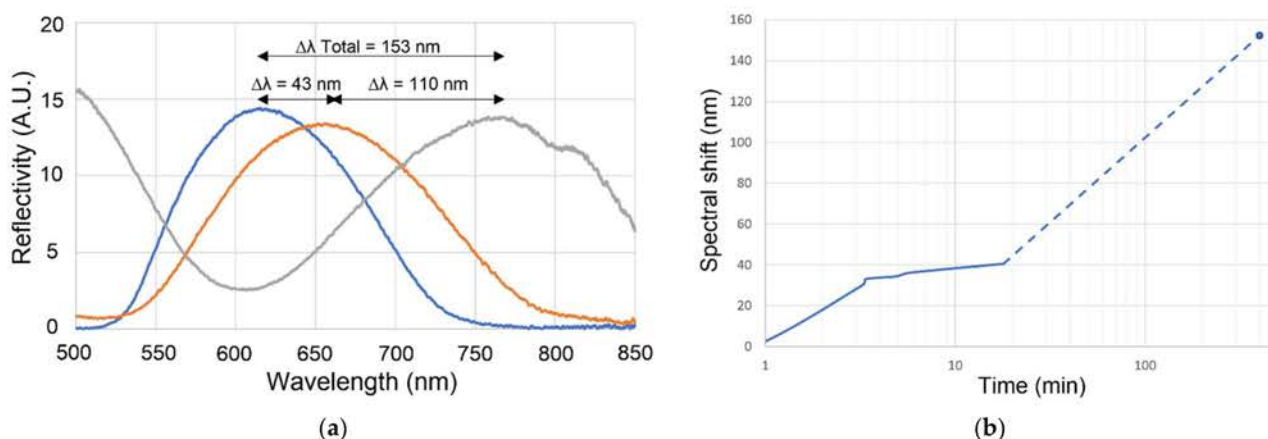 20
15
10
5
0
Reflectivity (A.U.)
Δλ Total = 153 nm
Δλ = 43 nm
Δλ = 110 nm
500 550 600 650 700 750 800 850
Wavelength (nm)
(a)
160
140
120
100
80
60
40
20
0
Spectral shift (nm)
1 10 100
Time (min)
(b)